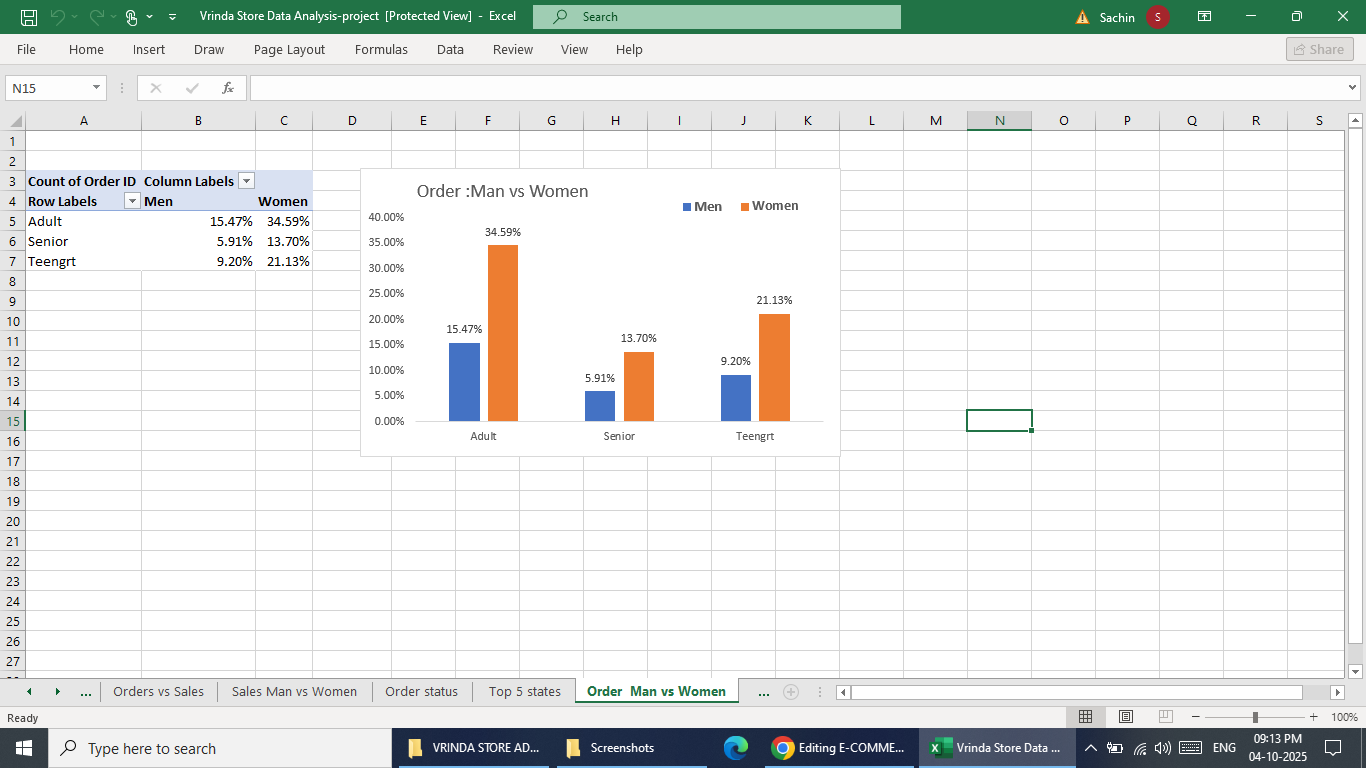 Vrinda Store Data Analysis-project [Protected View] - Excel
Search
Sachin
S
File Home Insert Draw Page Layout Formulas Data Review View Help
Share
N15
fx
A B C D E F G H I J K L M N O P Q R S
1
2
3 Count of Order ID Column Labels
4 Row Labels Men Women
5 Adult 15.47% 34.59%
6 Senior 5.91% 13.70%
7 Teengrt 9.20% 21.13%
8
9
10
11
12
13
14
15
16
17
18
19
20
21
22
23
24
25
26
27
Order :Man vs Women
Men Women
40.00%
35.00%
30.00%
25.00%
20.00%
15.00%
10.00%
5.00%
0.00%
15.47%
34.59%
5.91%
13.70%
9.20%
21.13%
Adult Senior Teengrt
... Orders vs Sales Sales Man vs Women Order status Top 5 states Order Man vs Women ...
Ready
100%
Type here to search
VRINDA STORE AD...
Screenshots
Editing E-COMME...
Vrinda Store Data ...
ENG
09:13 PM
04-10-2025